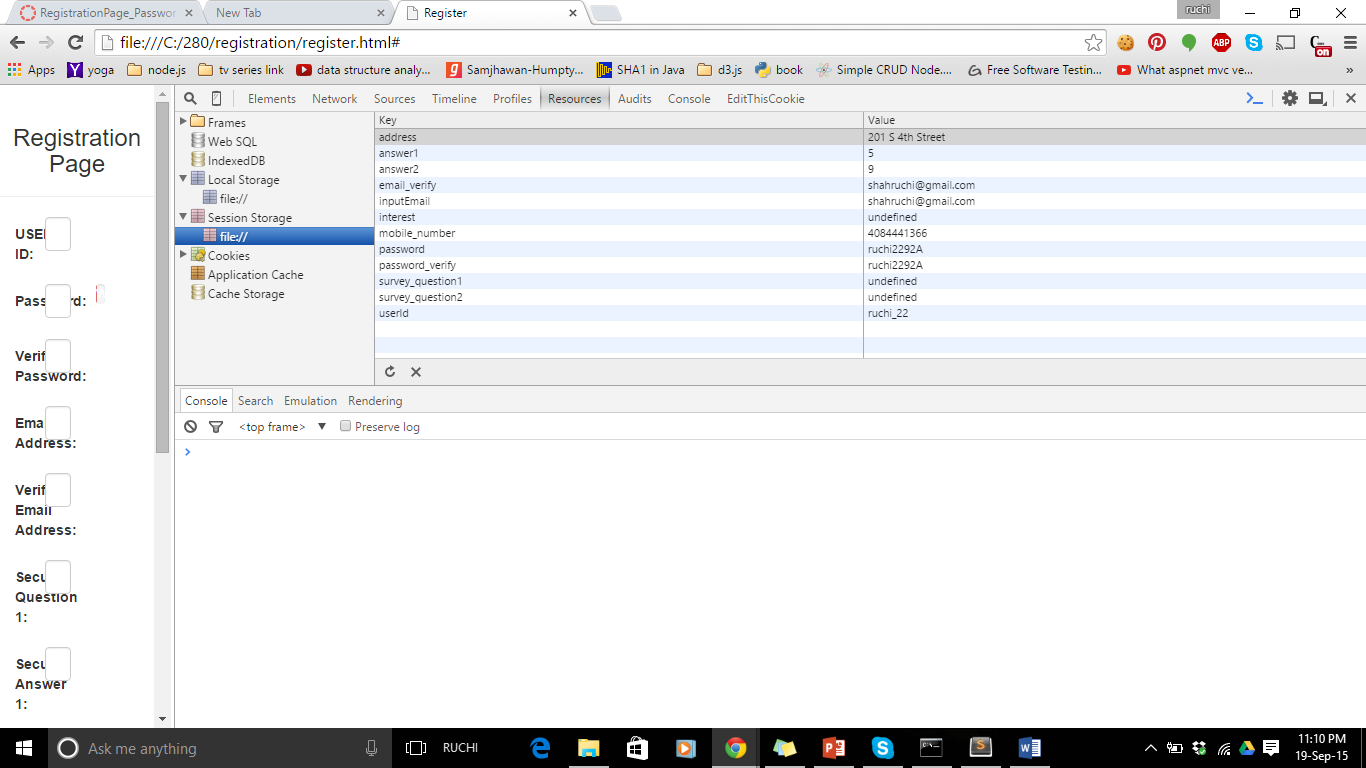 RegistrationPage_Passwor
New Tab
Register
ruchi
file:///C:/280/registration/register.html#
ABP
on
Apps
yoga
node.js
tv series link
data structure analy...
Samjhawan-Humpty...
SHA1 in Java
d3.js
book
Simple CRUD Node....
Free Software Testin...
What aspnet mvc ve...
»
Registration
Page
USE
ID:
Pass rd:
Verif
Password:
Ema
Address:
Verif
Email
Address:
Secu
Question
1:
Secu
Answer
1:
Elements Network Sources Timeline Profiles Resources Audits Console EditThisCookie
Frames
Web SQL
IndexedDB
Local Storage
file://
Session Storage
file://
Cookies
Application Cache
Cache Storage
Key Value
address 201 S 4th Street
answer1 5
answer2 9
email_verify shahruchi@gmail.com
inputEmail shahruchi@gmail.com
interest undefined
mobile_number 4084441366
password ruchi2292A
password_verify ruchi2292A
survey_question1 undefined
survey_question2 undefined
userId ruchi_22
Console Search Emulation Rendering
<top frame> Preserve log
Ask me anything
RUCHI
11:10 PM
19-Sep-15